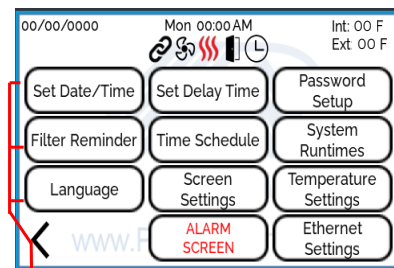 00/00/0000 Mon 00:00 AM Int: 00 F
Ext: 00 F
Set Date/Time Set Delay Time Password
Setup
Filter Reminder Time Schedule System
Runtimes
Language Screen
Settings Temperature
Settings
www. ALARM
SCREEN Ethernet
Settings